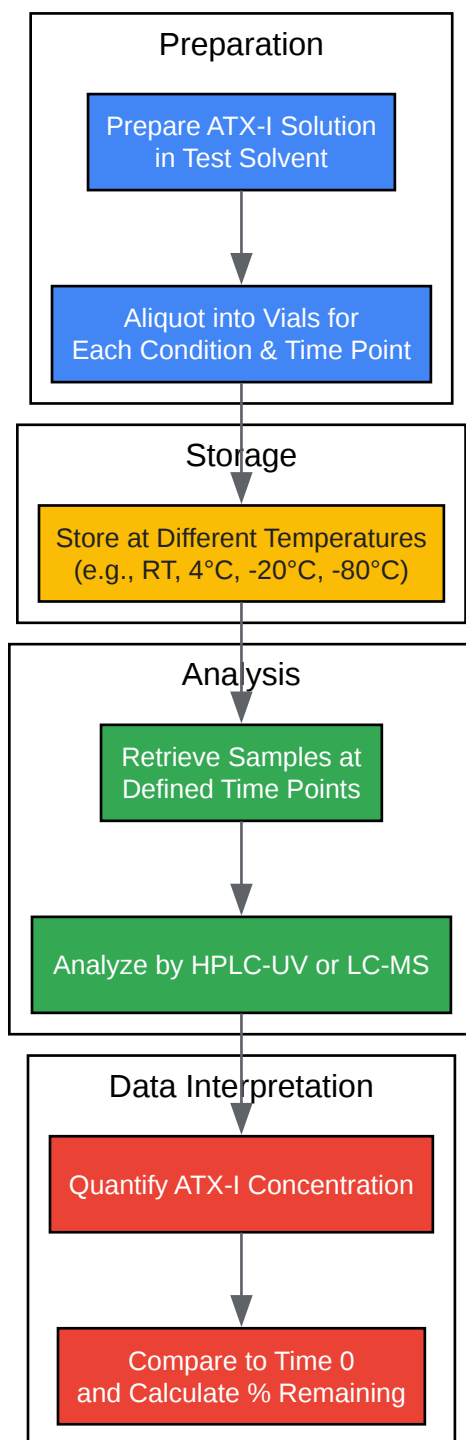 Preparation
Prepare ATX-I Solution
in Test Solvent
Aliquot into Vials for
Each Condition & Time Point
Storage
Store at Different Temperatures
(e.g., RT, 4°C, -20°C, -80°C)
Analysis
Retrieve Samples at
Defined Time Points
Analyze by HPLC-UV or LC-MS
Data Interpretation
Quantify ATX-I Concentration
Compare to Time 0
and Calculate % Remaining